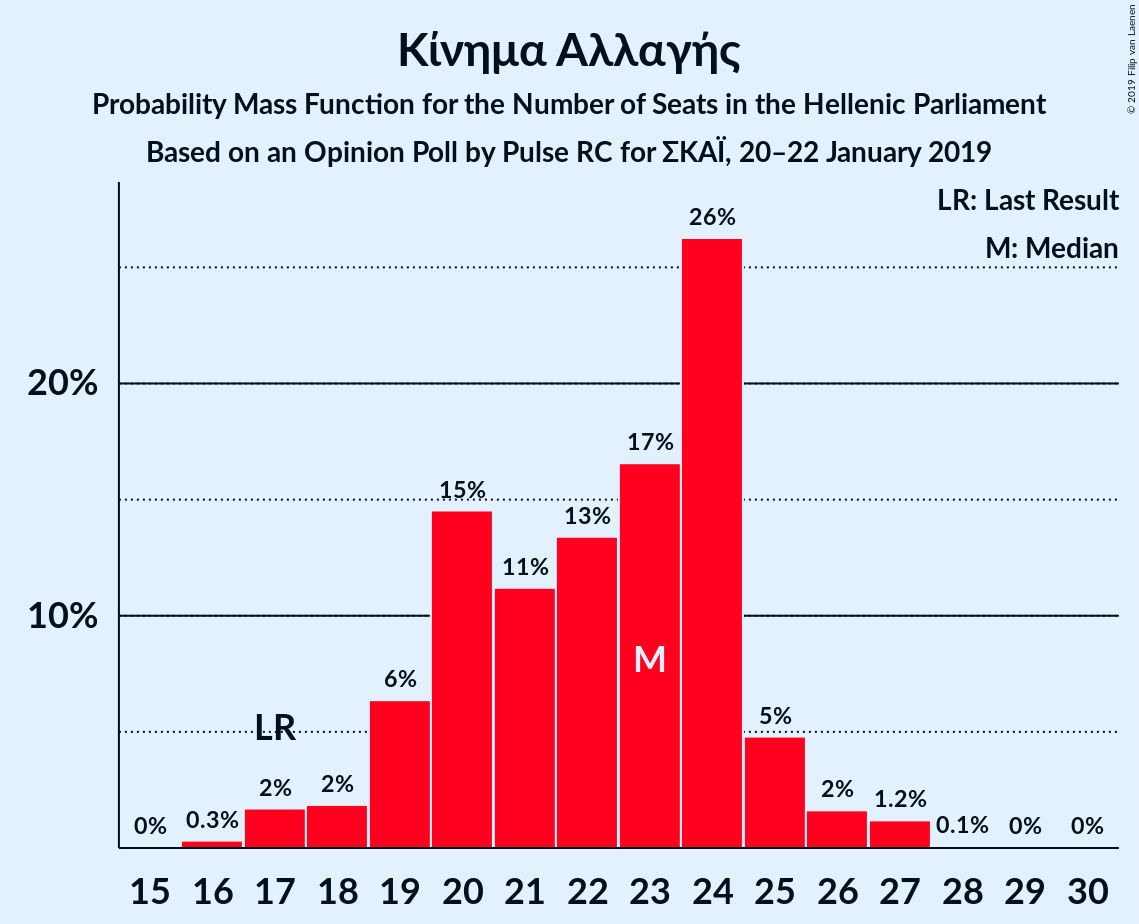 Κίνημα Αλλαγής
Probability Mass Function for the Number of Seats in the Hellenic Parliament
Based on an Opinion Poll by Pulse RC for ΣΚΑΪ, 20–22 January 2019
© 2019 Filip van Laenen
LR: Last Result
M: Median
26%
20%
17%
15%
13%
11%
10%
M
6%
LR
5%
2%
2%
2%
1.2%
0%
0.3%
0.1%
0%
0%
15 16 17 18 19 20 21 22 23 24 25 26 27 28 29 30